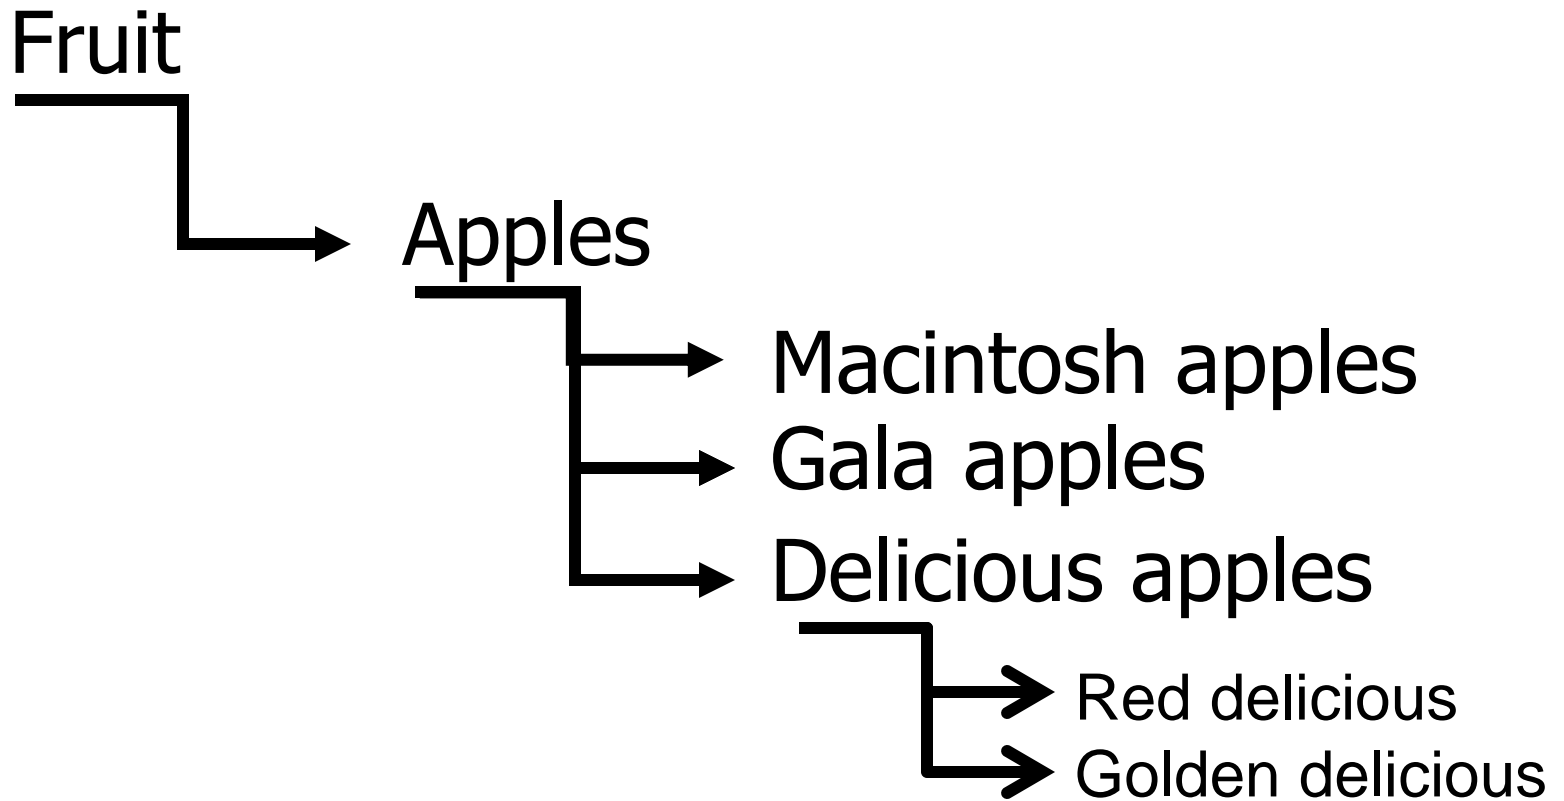 Fruit
Apples
Macintosh apples
Gala apples
Delicious apples
Red delicious
Golden delicious